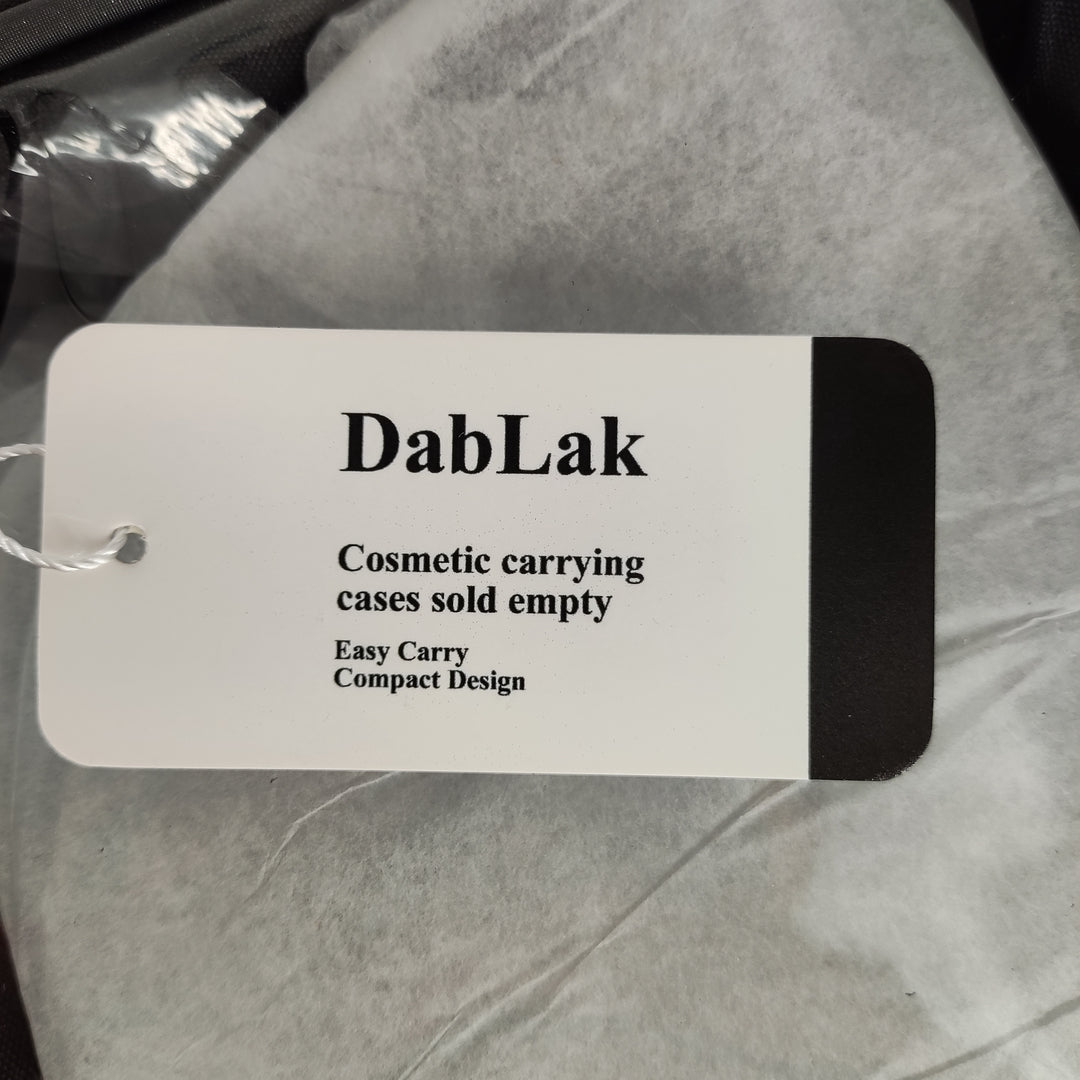 DabLak
Cosmetic carrying
cases sold empty
Easy Carry
Compact Design